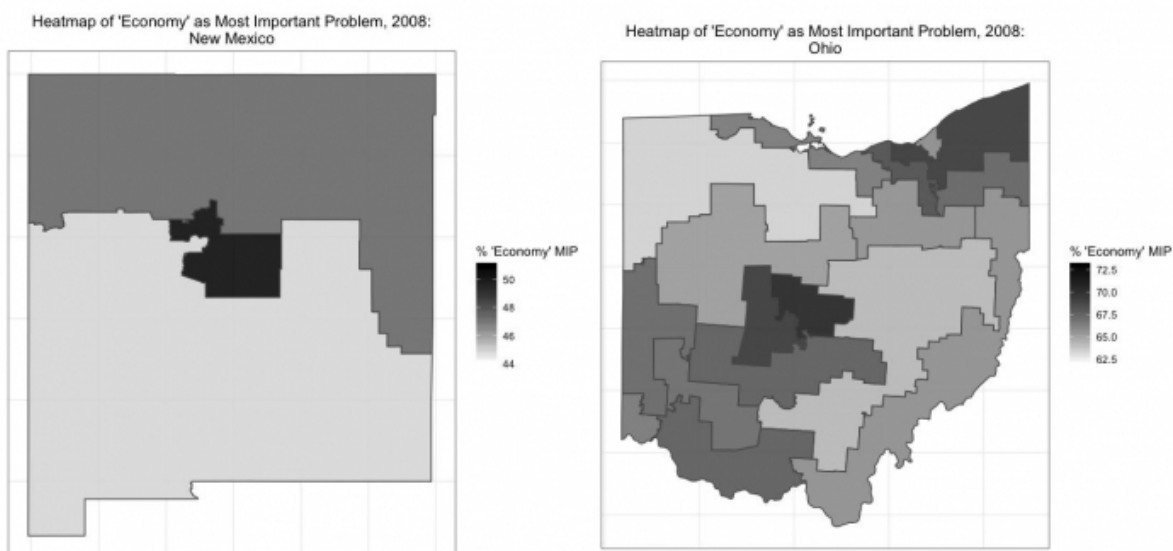 Heatmap of 'Economy' as Most Important Problem, 2008:
New Mexico
% 'Economy' MIP
50
48
46
44
Heatmap of 'Economy' as Most Important Problem, 2008:
Ohio
% 'Economy' MIP
72.5
70.0
67.5
65.0
62.5